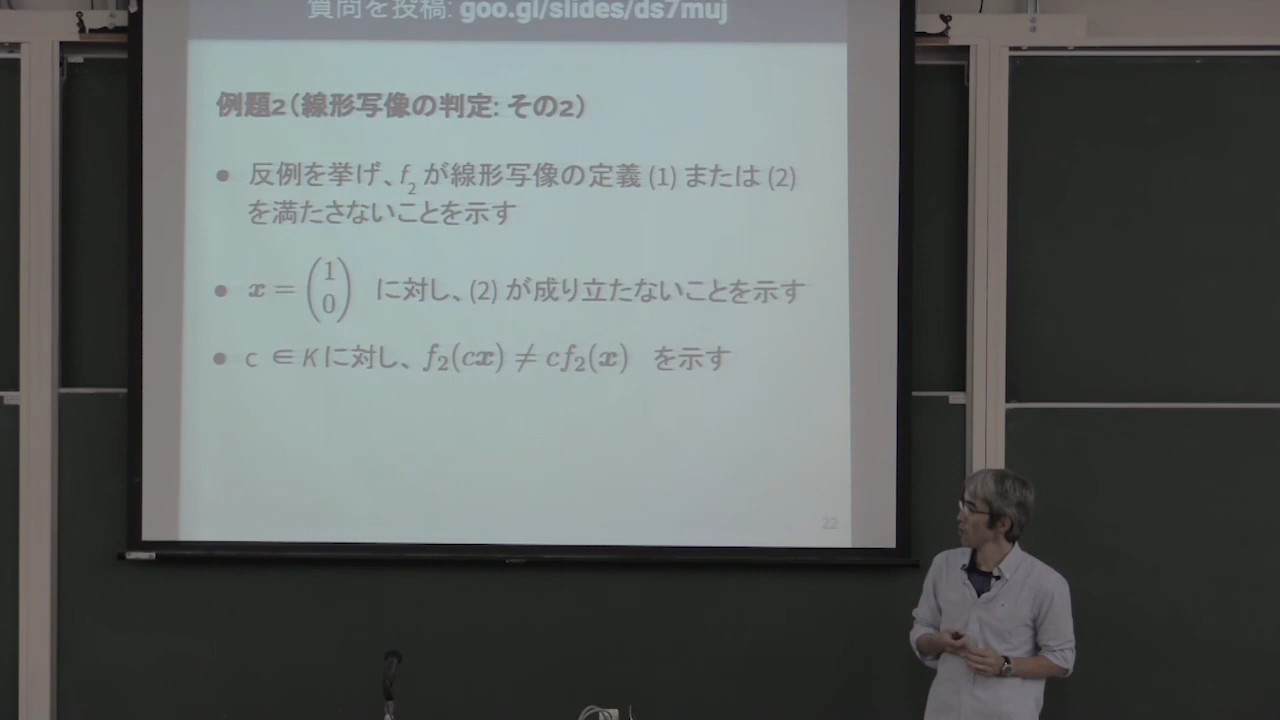 質問を投稿: goo.gl/slides/ds7muj
例題2(線形写像の判定: その2)
● 反例を挙げ、f₂ が線形写像の定義 (1) または (2)
を満たさないことを示す
● x = (1 0) に対し、(2) が成り立たないことを示す
● c ∈ K に対し、f₂(cx) ≠ cf₂(x) を示す
22